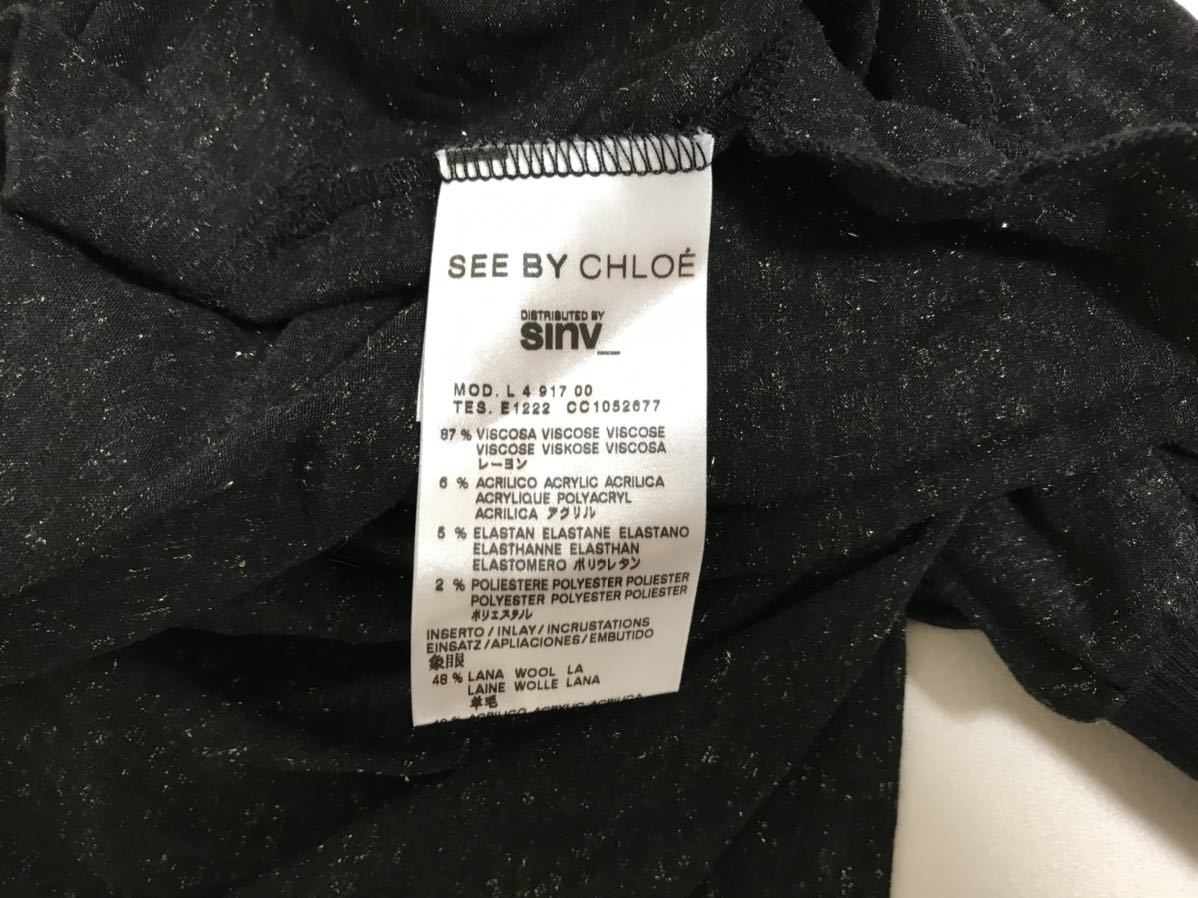 SEE BY CHLOÉ
DISTRIBUTED BY
sinv
MOD. L 4 917 00
TES. E1222 CC1052677
87 % VISCOSA VISCOSE VISCOSE
VISCOSE VISKOSE VISCOSA
レーヨン
6 % ACRILICO ACRYLIC ACRILICA
ACRYLIQUE POLYACRYL
ACRILICA アクリル
5 % ELASTAN ELASTANE ELASTANO
ELASTHANNE ELASTHAN
ELASTOMERO ポリウレタン
2 % POLIESTERE POLYESTER POLIESTER
POLYESTER POLYESTER POLIESTER
ポリエステル
INSERTO/INLAY/INCRUSTATIONS
EINSATZ/APLIACIONES/EMBUTIDO
象眼
48 % LANA WOOL LA
LAINE WOLLE LANA
羊毛
% ACRILICO ACRYLIC ACRILICA